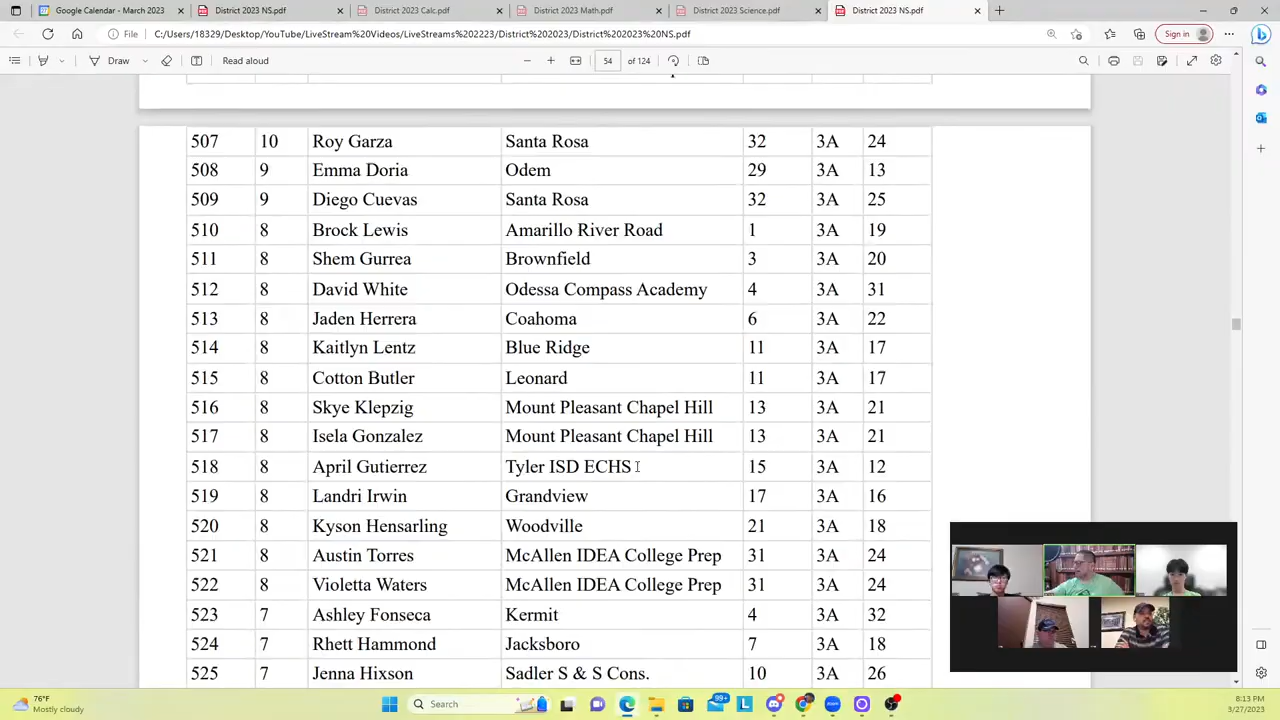 Google Calendar - March 2023
District 2023 NS.pdf
District 2023 Calc.pdf
District 2023 Math.pdf
District 2023 Science.pdf
District 2023 NS.pdf
File
C:/Users/18329/Desktop/YouTube/LiveStream%20Videos/LiveStreams%202223/District%202023/District%202023%20NS.pdf
Sign in
Draw
Read aloud
54 of 124
507 10 Roy Garza Santa Rosa 32 3A 24
508 9 Emma Doria Odem 29 3A 13
509 9 Diego Cuevas Santa Rosa 32 3A 25
510 8 Brock Lewis Amarillo River Road 1 3A 19
511 8 Shem Gurrea Brownfield 3 3A 20
512 8 David White Odessa Compass Academy 4 3A 31
513 8 Jaden Herrera Coahoma 6 3A 22
514 8 Kaitlyn Lentz Blue Ridge 11 3A 17
515 8 Cotton Butler Leonard 11 3A 17
516 8 Skye Klepzig Mount Pleasant Chapel Hill 13 3A 21
517 8 Isela Gonzalez Mount Pleasant Chapel Hill 13 3A 21
518 8 April Gutierrez Tyler ISD ECHS 15 3A 12
519 8 Landri Irwin Grandview 17 3A 16
520 8 Kyson Hensarling Woodville 21 3A 18
521 8 Austin Torres McAllen IDEA College Prep 31 3A 24
522 8 Violetta Waters McAllen IDEA College Prep 31 3A 24
523 7 Ashley Fonseca Kermit 4 3A 32
524 7 Rhett Hammond Jacksboro 7 3A 18
525 7 Jenna Hixson Sadler S & S Cons. 10 3A 26
76°F
Mostly cloudy
Search
99+
8:13 PM
3/27/2023